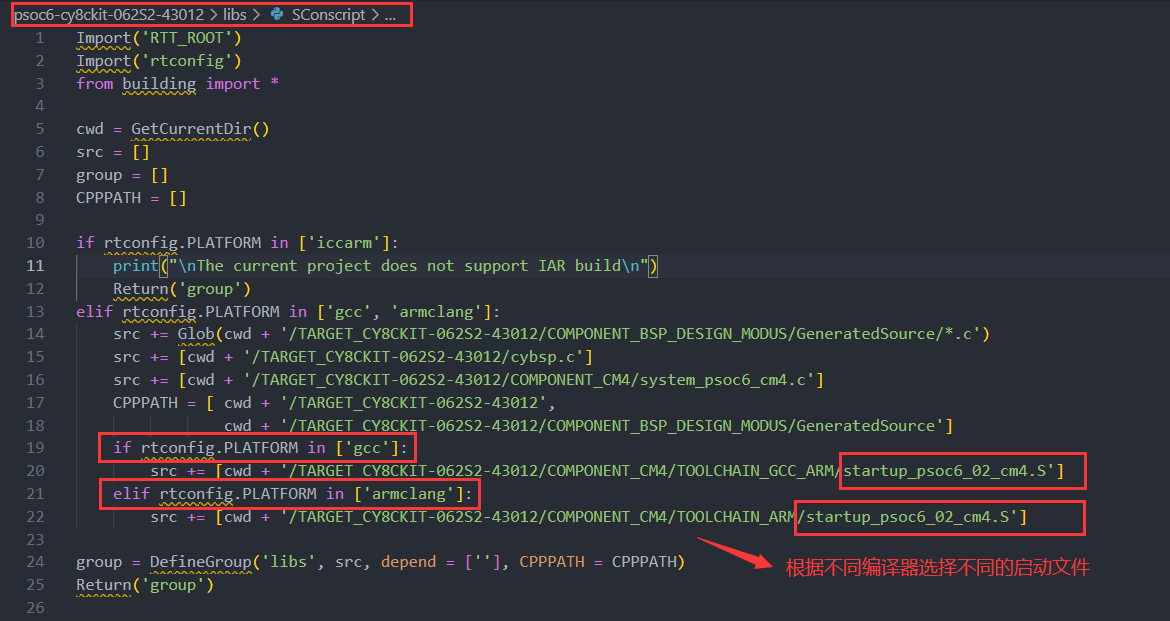 psoc6-cy8ckit-062S2-43012 > libs > SConscript > ...
1 Import('RTT_ROOT')
2 Import('rtconfig')
3 from building import *
4
5 cwd = GetCurrentDir()
6 src = []
7 group = []
8 CPPPATH = []
9
10 if rtconfig.PLATFORM in ['iccarm']:
11     print("\nThe current project does not support IAR build\n")
12     Return('group')
13 elif rtconfig.PLATFORM in ['gcc', 'armclang']:
14     src += Glob(cwd + '/TARGET_CY8CKIT-062S2-43012/COMPONENT_BSP_DESIGN_MODUS/GeneratedSource/*.c')
15     src += [cwd + '/TARGET_CY8CKIT-062S2-43012/cybsp.c']
16     src += [cwd + '/TARGET_CY8CKIT-062S2-43012/COMPONENT_CM4/system_psoc6_cm4.c']
17     CPPPATH = [ cwd + '/TARGET_CY8CKIT-062S2-43012',
18                 cwd + '/TARGET_CY8CKIT-062S2-43012/COMPONENT_BSP_DESIGN_MODUS/GeneratedSource']
19     if rtconfig.PLATFORM in ['gcc']:
20         src += [cwd + '/TARGET_CY8CKIT-062S2-43012/COMPONENT_CM4/TOOLCHAIN_GCC_ARM/startup_psoc6_02_cm4.S']
21     elif rtconfig.PLATFORM in ['armclang']:
22         src += [cwd + '/TARGET_CY8CKIT-062S2-43012/COMPONENT_CM4/TOOLCHAIN_ARM/startup_psoc6_02_cm4.S']
23
24 group = DefineGroup('libs', src, depend = [''], CPPPATH = CPPPATH)
根据不同编译器选择不同的启动文件
25 Return('group')
26